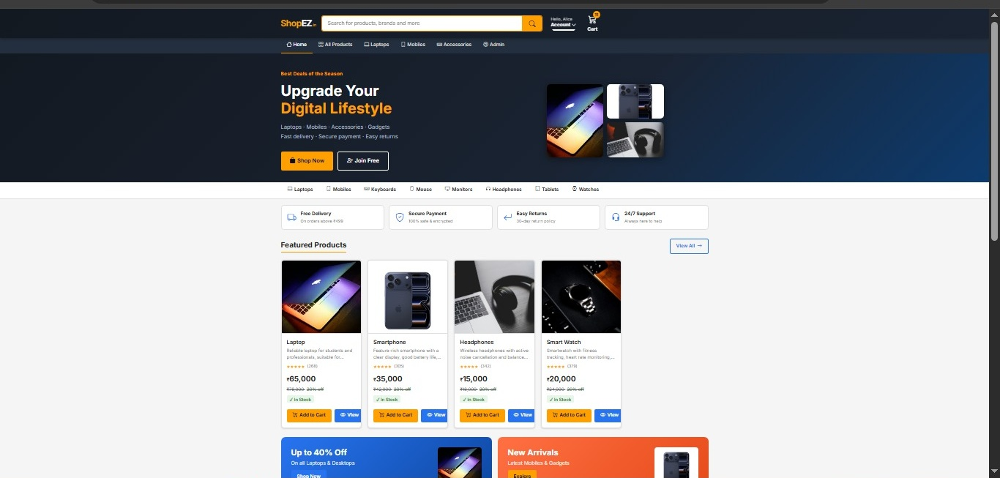 ShopEZ.in
Search for products, brands and more
Hello, Alice
Account
11
Cart
Home
All Products
Laptops
Mobiles
Accessories
Admin
Best Deals of the Season
Upgrade Your
Digital Lifestyle
Laptops · Mobiles · Accessories · Gadgets
Fast delivery · Secure payment · Easy returns
Shop Now
Join Free
Laptops
Mobiles
Keyboards
Mouse
Monitors
Headphones
Tablets
Watches
Free Delivery
On orders above ₹499
Secure Payment
100% safe & encrypted
Easy Returns
30-day return policy
24/7 Support
Always here to help
Featured Products
View All →
Laptop
Reliable laptop for students and
professionals, suitable for...
★★★★★ (268)
₹65,000
₹78,000 20% off
✓ In Stock
Add to Cart
View
Smartphone
Feature-rich smartphone with a
clear display, good battery life,...
★★★★★ (305)
₹35,000
₹42,000 20% off
✓ In Stock
Add to Cart
View
Headphones
Wireless headphones with active
noise cancellation and balance...
★★★★★ (342)
₹15,000
₹18,000 20% off
✓ In Stock
Add to Cart
View
Smart Watch
Smartwatch with fitness
tracking, heart rate monitoring,...
★★★★★ (379)
₹20,000
₹24,000 20% off
✓ In Stock
Add to Cart
View
Up to 40% Off
On all Laptops & Desktops
Shop Now
New Arrivals
Latest Mobiles & Gadgets
Explore